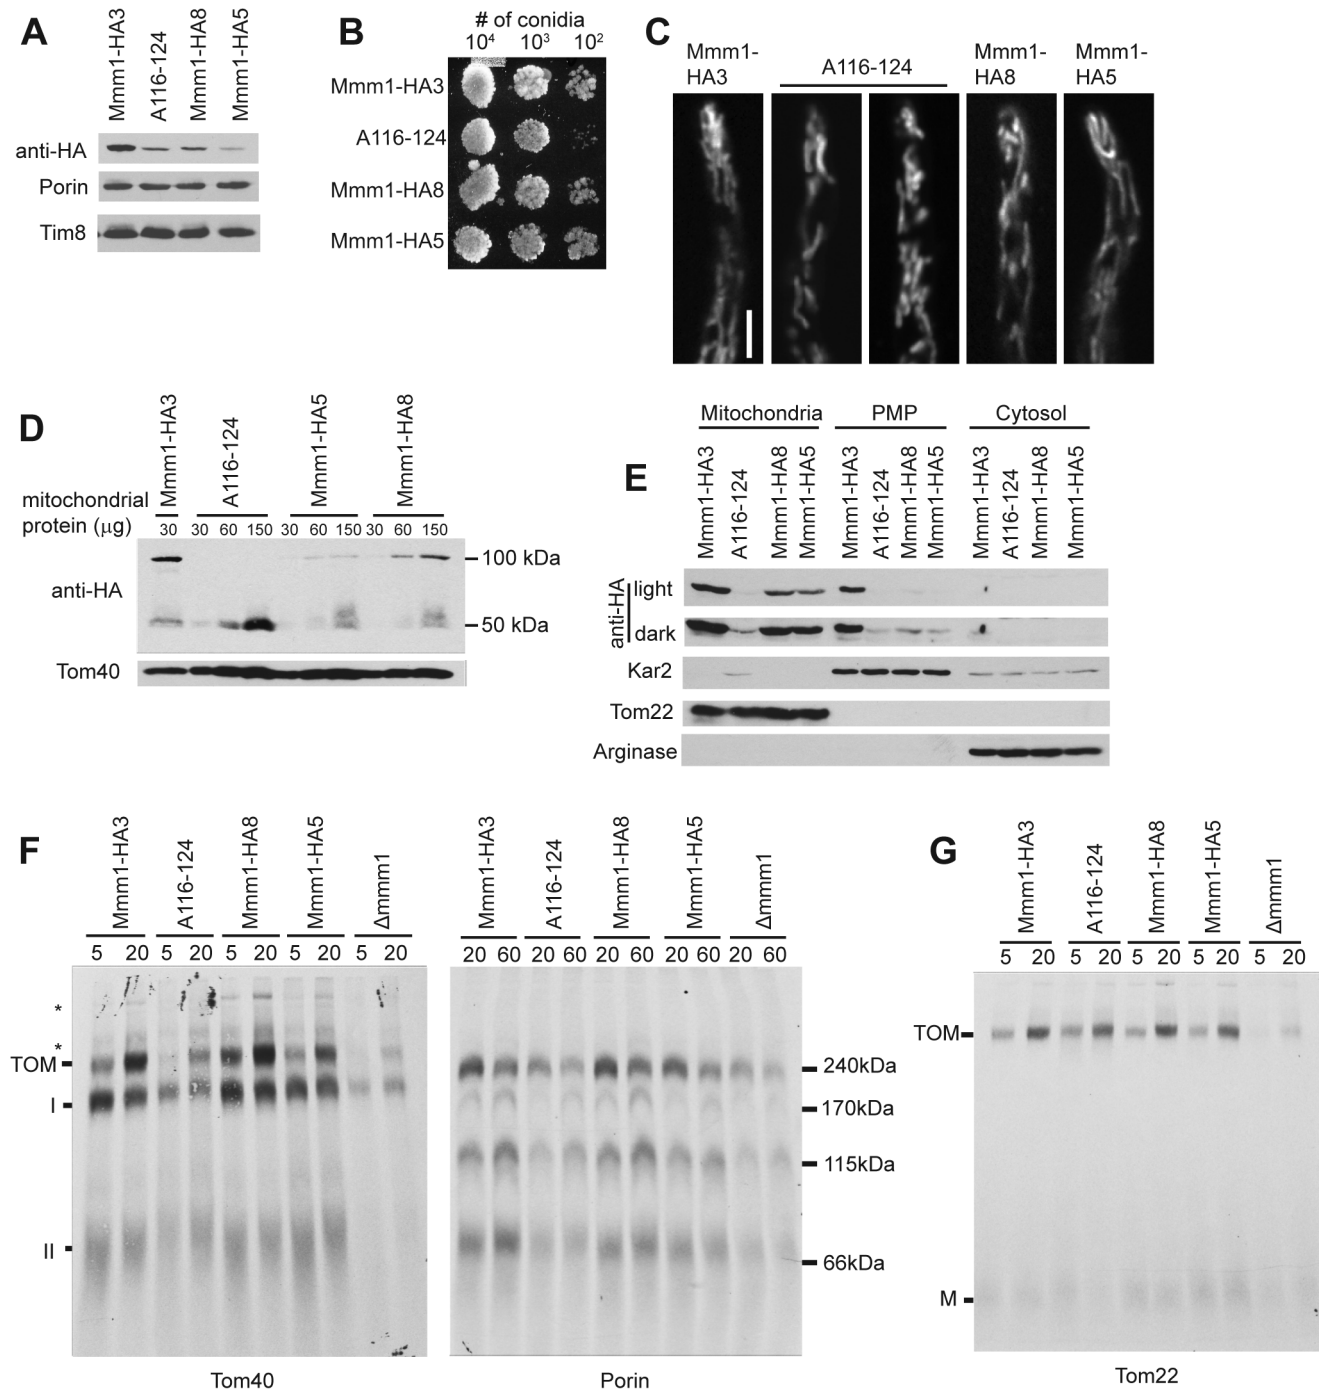 A
Mmm1-HA3
A116-124
Mmm1-HA8
Mmm1-HA5
anti-HA
Porin
Tim8
B
# of conidia
10⁴ 10³ 10²
Mmm1-HA3
A116-124
Mmm1-HA8
Mmm1-HA5
C
Mmm1-
HA3
A116-124
Mmm1-
HA8
Mmm1-
HA5
D
Mmm1-HA3
A116-124
Mmm1-HA5
Mmm1-HA8
mitochondrial
protein (µg)
30 30 60 150 30 60 150 30 60 150
anti-HA
100 kDa
50 kDa
Tom40
E
Mitochondria PMP Cytosol
Mmm1-HA3
A116-124
Mmm1-HA8
Mmm1-HA5
Mmm1-HA3
A116-124
Mmm1-HA8
Mmm1-HA5
Mmm1-HA3
A116-124
Mmm1-HA8
Mmm1-HA5
anti-HA
light
dark
Kar2
Tom22
Arginase
F
Mmm1-HA3
A116-124
Mmm1-HA8
Mmm1-HA5
Δmmm1
5 20 5 20 5 20 5 20 5 20
*
*
TOM
I
II
Tom40
Mmm1-HA3
A116-124
Mmm1-HA8
Mmm1-HA5
Δmmm1
20 60 20 60 20 60 20 60 20 60
240kDa
170kDa
115kDa
66kDa
Porin
G
Mmm1-HA3
A116-124
Mmm1-HA8
Mmm1-HA5
Δmmm1
5 20 5 20 5 20 5 20 5 20
TOM
M
Tom22